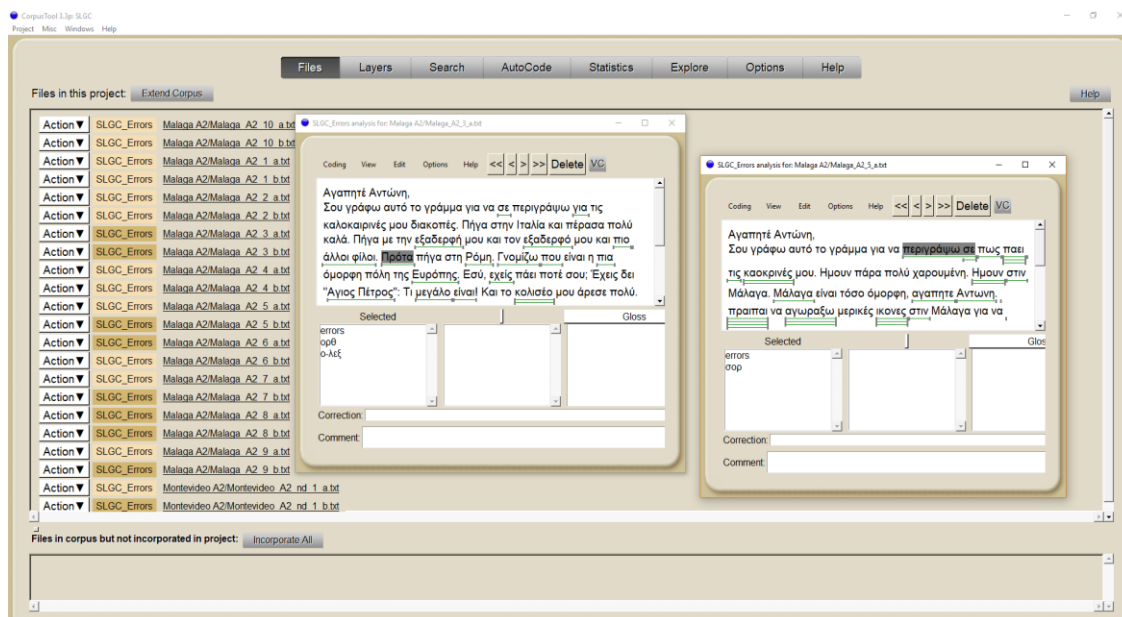 CorpusTool 3.3p: SLGC
Project Misc Windows Help
Files Layers Search AutoCode Statistics Explore Options Help
Files in this project: Extend Corpus Help
Action▼ SLGC_Errors Malaga A2/Malaga_A2_10_a.txt
Action▼ SLGC_Errors Malaga A2/Malaga_A2_10_b.txt
Action▼ SLGC_Errors Malaga A2/Malaga_A2_1_a.txt
Action▼ SLGC_Errors Malaga A2/Malaga_A2_1_b.txt
Action▼ SLGC_Errors Malaga A2/Malaga_A2_2_a.txt
Action▼ SLGC_Errors Malaga A2/Malaga_A2_2_b.txt
Action▼ SLGC_Errors Malaga A2/Malaga_A2_3_a.txt
Action▼ SLGC_Errors Malaga A2/Malaga_A2_3_b.txt
Action▼ SLGC_Errors Malaga A2/Malaga_A2_4_a.txt
Action▼ SLGC_Errors Malaga A2/Malaga_A2_4_b.txt
Action▼ SLGC_Errors Malaga A2/Malaga_A2_5_a.txt
Action▼ SLGC_Errors Malaga A2/Malaga_A2_5_b.txt
Action▼ SLGC_Errors Malaga A2/Malaga_A2_6_a.txt
Action▼ SLGC_Errors Malaga A2/Malaga_A2_6_b.txt
Action▼ SLGC_Errors Malaga A2/Malaga_A2_7_a.txt
Action▼ SLGC_Errors Malaga A2/Malaga_A2_7_b.txt
Action▼ SLGC_Errors Malaga A2/Malaga_A2_8_a.txt
Action▼ SLGC_Errors Malaga A2/Malaga_A2_8_b.txt
Action▼ SLGC_Errors Malaga A2/Malaga_A2_9_a.txt
Action▼ SLGC_Errors Malaga A2/Malaga_A2_9_b.txt
Action▼ SLGC_Errors Montevideo A2/Montevideo_A2_nd_1_a.txt
Action▼ SLGC_Errors Montevideo A2/Montevideo_A2_nd_1_b.txt
SLGC_Errors analysis for: Malaga A2/Malaga_A2_3_a.txt
Coding View Edit Options Help << < > >> Delete VC
Αγαπητέ Αντώνη,
Σου γράφω αυτό το γράμμα για να σε περιγράψω για τις
καλοκαιρινές μου διακοπές. Πήγα στην Ιταλία και πέρασα πολύ
καλά. Πήγα με την εξαδερφή μου και τον εξαδερφό μου και πιο
άλλοι φίλοι. Πρότα πήγα στη Ρόμη. Γνομίζω που είναι η πια
όμορφη πόλη της Ευρόπης. Εσύ, εχείς πάει ποτέ σου; Έχεις δει
"Αγιος Πέτρος": Τι μεγάλο είναι! Και το κολισέο μου άρεσε πολύ.
Selected Gloss
errors
ορθ
ο-λεξ
Correction:
Comment:
SLGC_Errors analysis for: Malaga A2/Malaga_A2_5_a.txt
Coding View Edit Options Help << < > >> Delete VC
Αγαπητέ Αντώνη,
Σου γράφω αυτό το γράμμα για να περιγράψω σε πως παει
τις καοκρινές μου. Ημουν πάρα πολύ χαρουμένη. Ημουν στιν
Μάλαγα. Μάλαγα είναι τόσο όμορφη, αγαπητε Αντωνη,
πραιπαι να αγωραξω μερικές ικονες στιν Μάλαγα για να
Selected Glos
errors
σορ
Correction:
Comment:
Files in corpus but not incorporated in project: Incorporate All